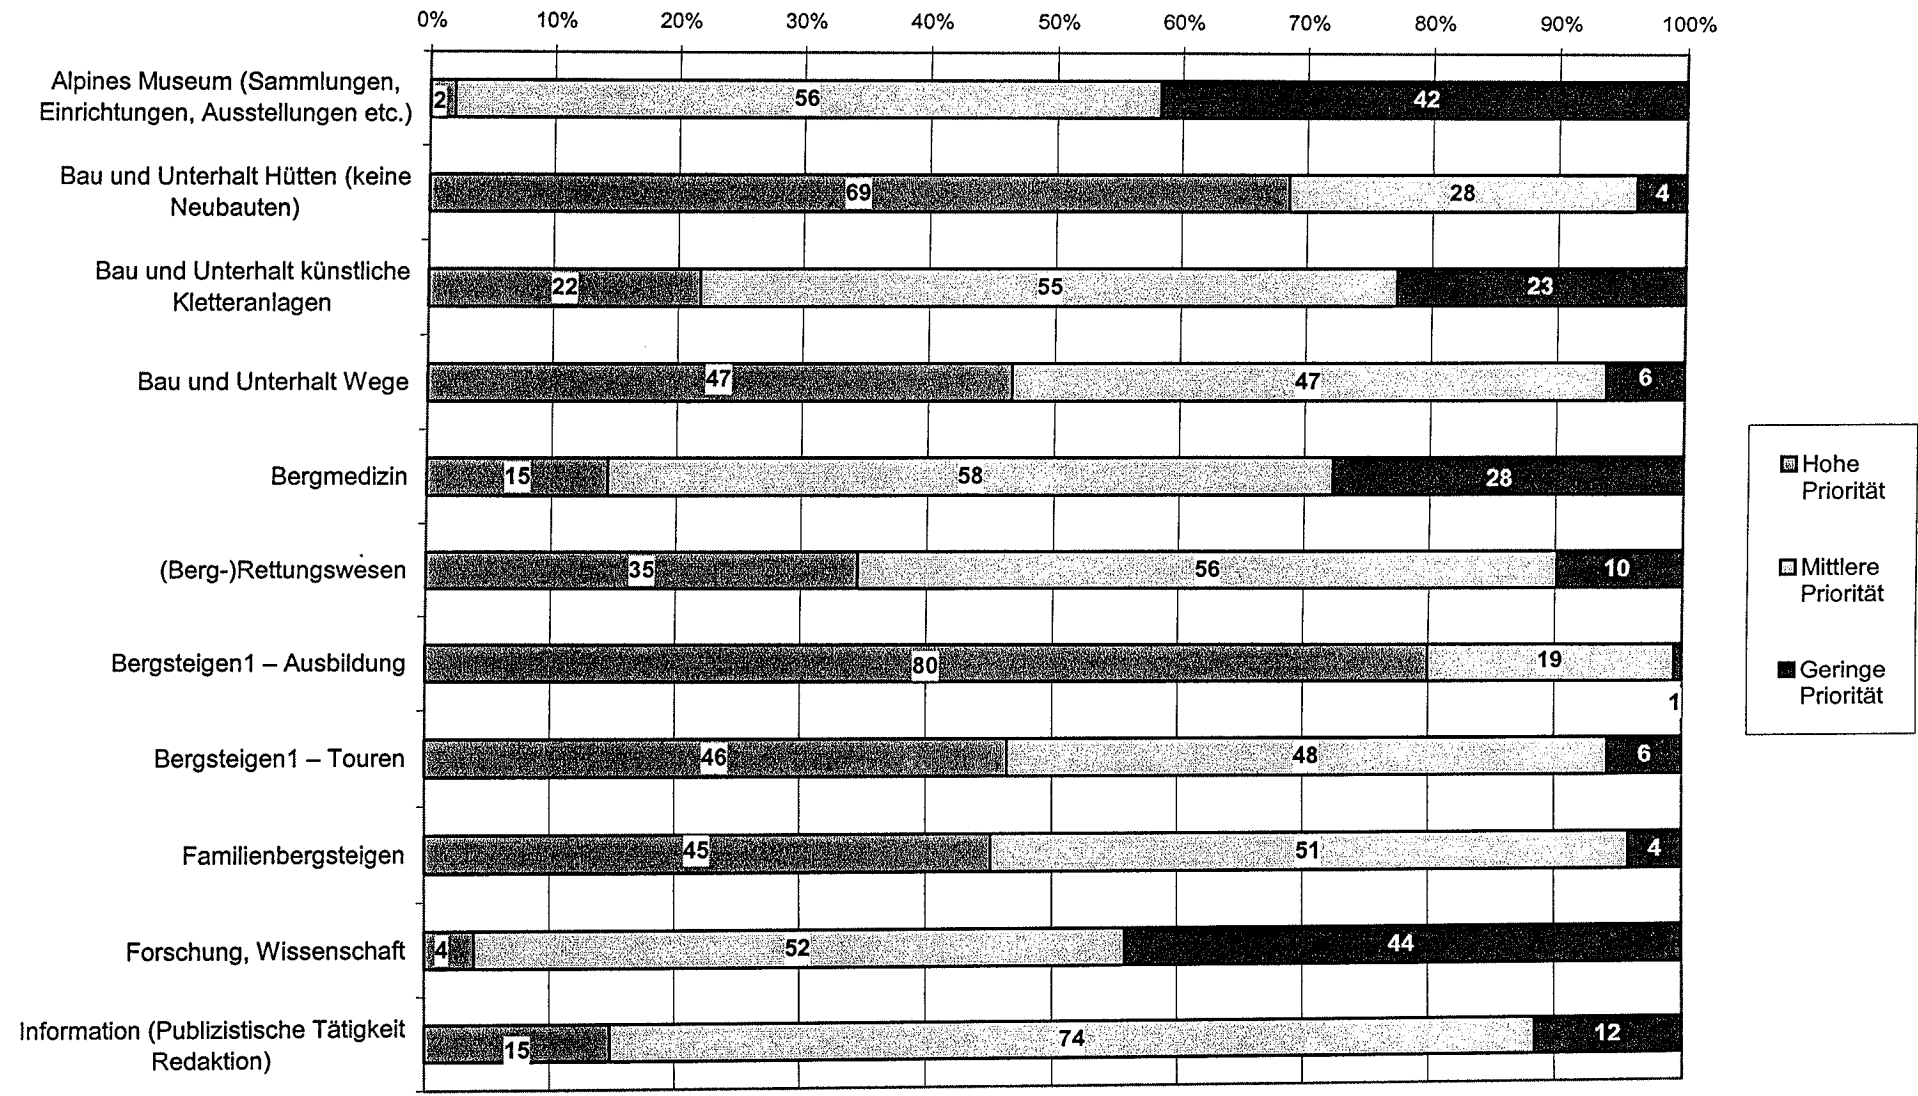 0% 10% 20% 30% 40% 50% 60% 70% 80% 90% 100%
Alpines Museum (Sammlungen,
Einrichtungen, Ausstellungen etc.)
2 56 42
Bau und Unterhalt Hütten (keine
Neubauten)
69 28 4
Bau und Unterhalt künstliche
Kletteranlagen
22 55 23
Bau und Unterhalt Wege
47 47 6
Bergmedizin
15 58 28
(Berg-)Rettungswesen
35 56 10
Bergsteigen1 – Ausbildung
80 19
1
Bergsteigen1 – Touren
46 48 6
Familienbergsteigen
45 51 4
Forschung, Wissenschaft
4 52 44
Information (Publizistische Tätigkeit
Redaktion)
15 74 12
Hohe
Priorität
Mittlere
Priorität
Geringe
Priorität